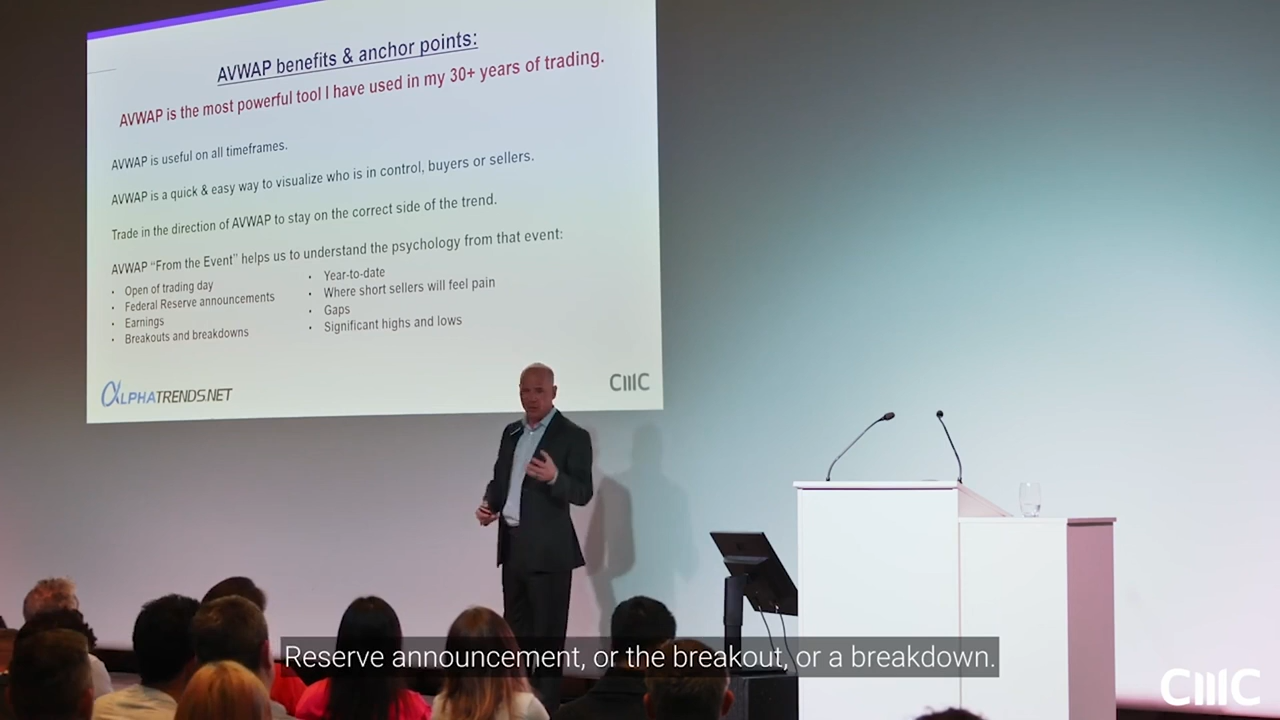 AVWAP benefits & anchor points:
AVWAP is the most powerful tool I have used in my 30+ years of trading.
AVWAP is useful on all timeframes.
AVWAP is a quick & easy way to visualize who is in control, buyers or sellers.
Trade in the direction of AVWAP to stay on the correct side of the trend.
AVWAP “From the Event” helps us to understand the psychology from that event:
• Open of trading day
• Federal Reserve announcements
• Earnings
• Breakouts and breakdowns
• Year-to-date
• Where short sellers will feel pain
• Gaps
• Significant highs and lows
ALPHATRENDS.NET
CMC
Reserve announcement, or the breakout, or a breakdown.
CMC